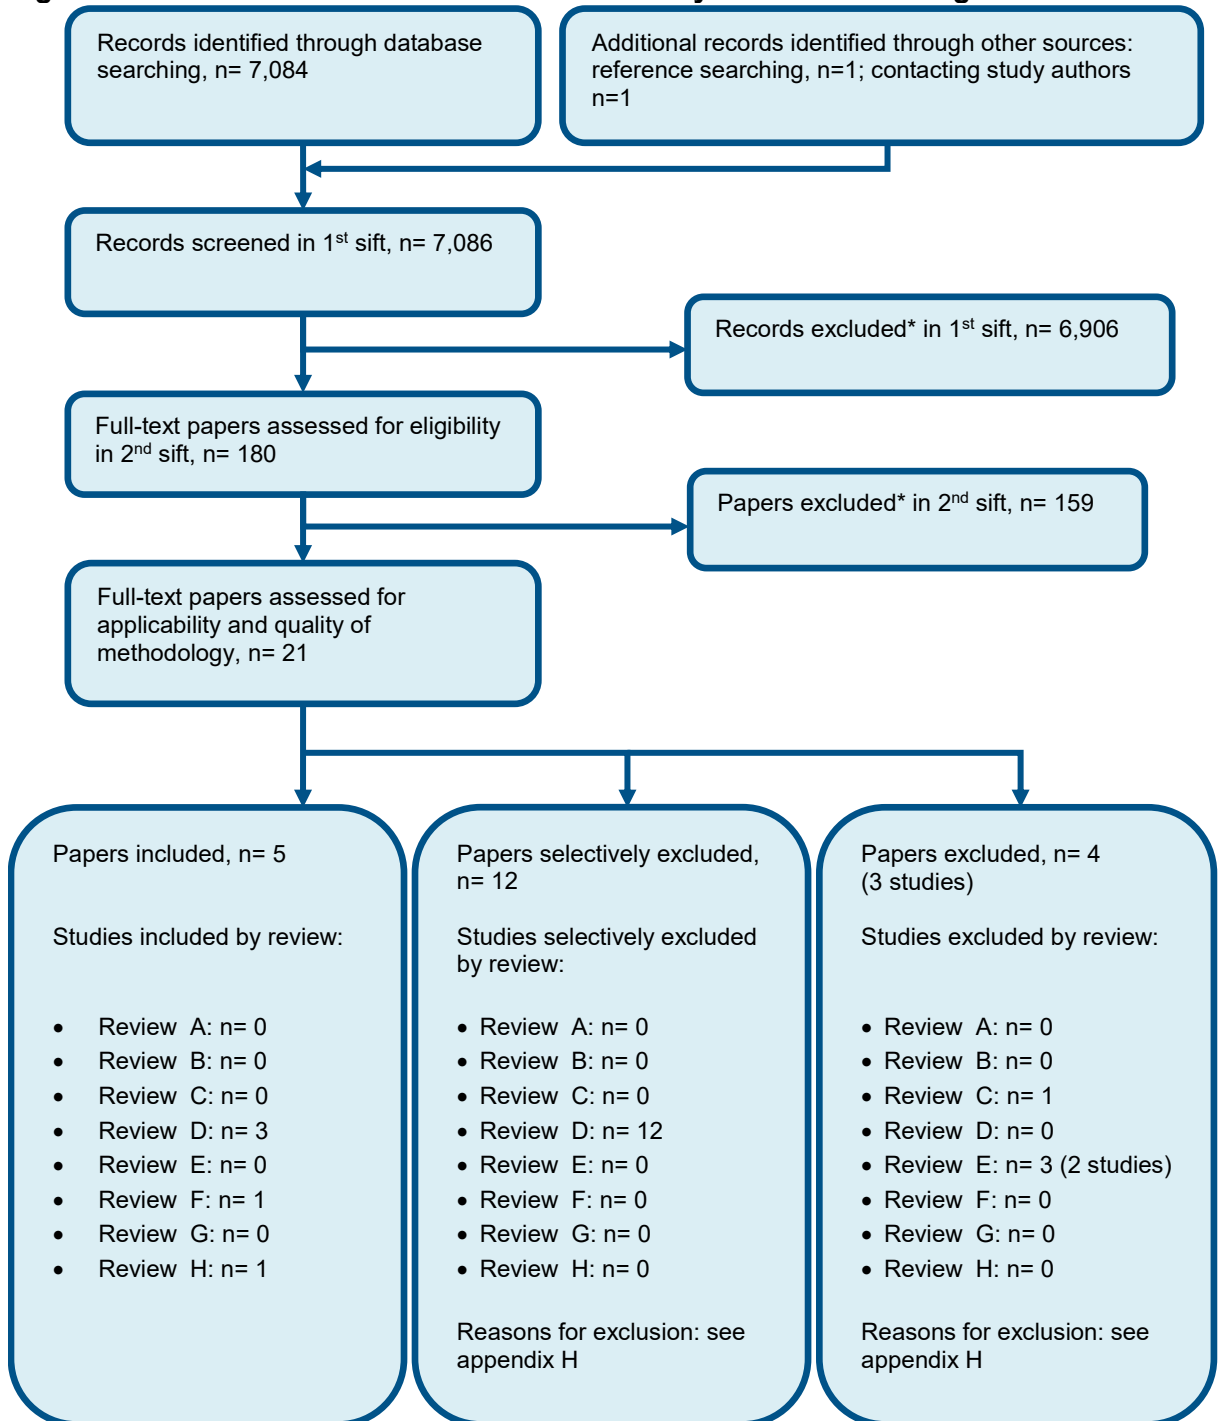 Records identified through database
searching, n= 7,084
Additional records identified through other sources:
reference searching, n=1; contacting study authors
n=1
Records screened in 1st sift, n= 7,086
Records excluded* in 1st sift, n= 6,906
Full-text papers assessed for eligibility
in 2nd sift, n= 180
Papers excluded* in 2nd sift, n= 159
Full-text papers assessed for
applicability and quality of
methodology, n= 21
Papers included, n= 5
Studies included by review:
• Review A: n= 0
• Review B: n= 0
• Review C: n= 0
• Review D: n= 3
• Review E: n= 0
• Review F: n= 1
• Review G: n= 0
• Review H: n= 1
Papers selectively excluded,
n= 12
Studies selectively excluded
by review:
• Review A: n= 0
• Review B: n= 0
• Review C: n= 0
• Review D: n= 12
• Review E: n= 0
• Review F: n= 0
• Review G: n= 0
• Review H: n= 0
Reasons for exclusion: see
appendix H
Papers excluded, n= 4
(3 studies)
Studies excluded by review:
• Review A: n= 0
• Review B: n= 0
• Review C: n= 1
• Review D: n= 0
• Review E: n= 3 (2 studies)
• Review F: n= 0
• Review G: n= 0
• Review H: n= 0
Reasons for exclusion: see
appendix H